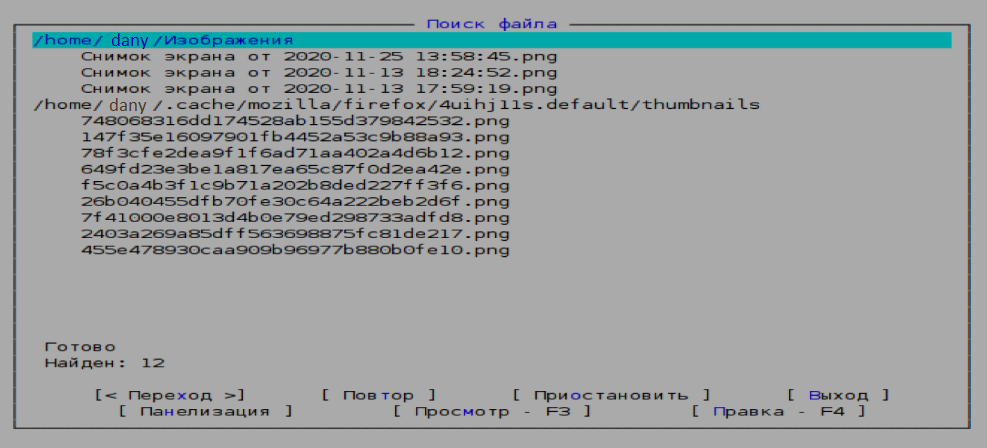 Поиск файла
/home/ dany /Изображения
Снимок экрана от 2020-11-25 13:58:45.png
Снимок экрана от 2020-11-13 18:24:52.png
Снимок экрана от 2020-11-13 17:59:19.png
/home/ dany /.cache/mozilla/firefox/4uihj11s.default/thumbnails
748068316dd174528ab155d379842532.png
147f35e16097901fb4452a53c9b88a93.png
78f3cfe2dea9f1f6ad71aa402a4d6b12.png
649fd23e3be1a817ea65c87f0d2ea42e.png
f5c0a4b3f1c9b71a202b8ded227ff3f6.png
26b040455dfb70fe30c64a222beb2d6f.png
7f41000e8013d4b0e79ed298733adfd8.png
2403a269a85dff563698875fc81de217.png
455e478930caa909b96977b880b0fe10.png
Готово
Найден: 12
[< Переход >] [ Повтор ] [ Приостановить ] [ Выход ]
[ Панелизация ] [ Просмотр - F3 ] [ Правка - F4 ]